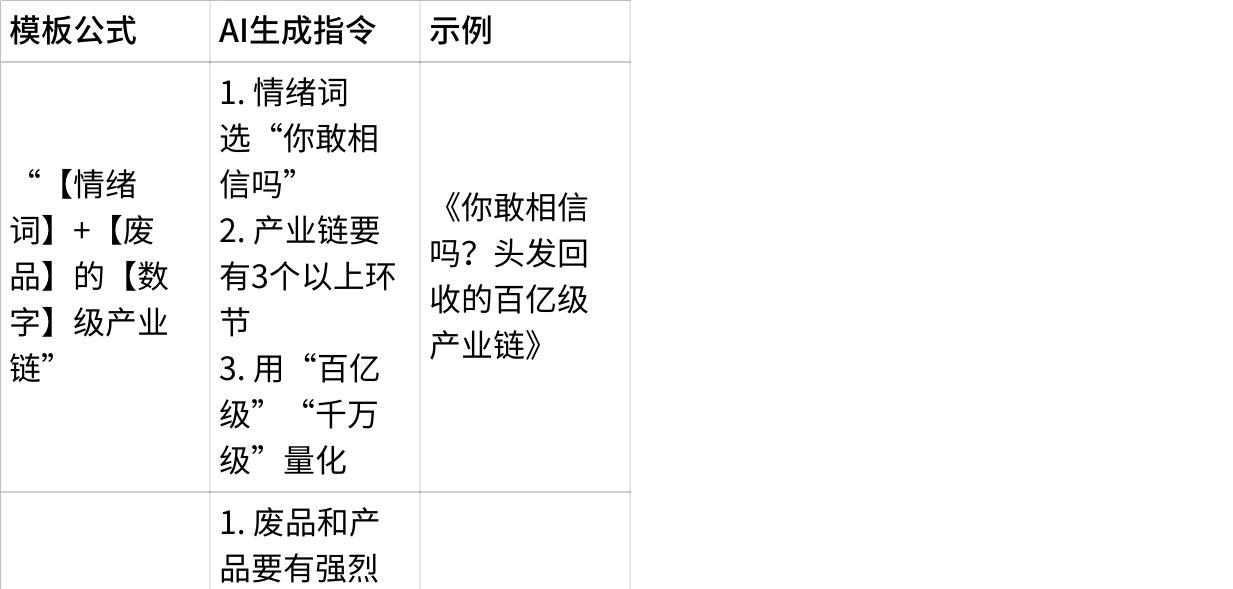 模板公式
AI生成指令
示例
“【情绪
词】+【废
品】的【数
字】级产业
链”
1. 情绪词
选“你敢相
信吗”
2. 产业链要
有3个以上环
节
3. 用“百亿
级”“千万
级”量化
《你敢相信
吗？头发回
收的百亿级
产业链》
1. 废品和产
品要有强烈